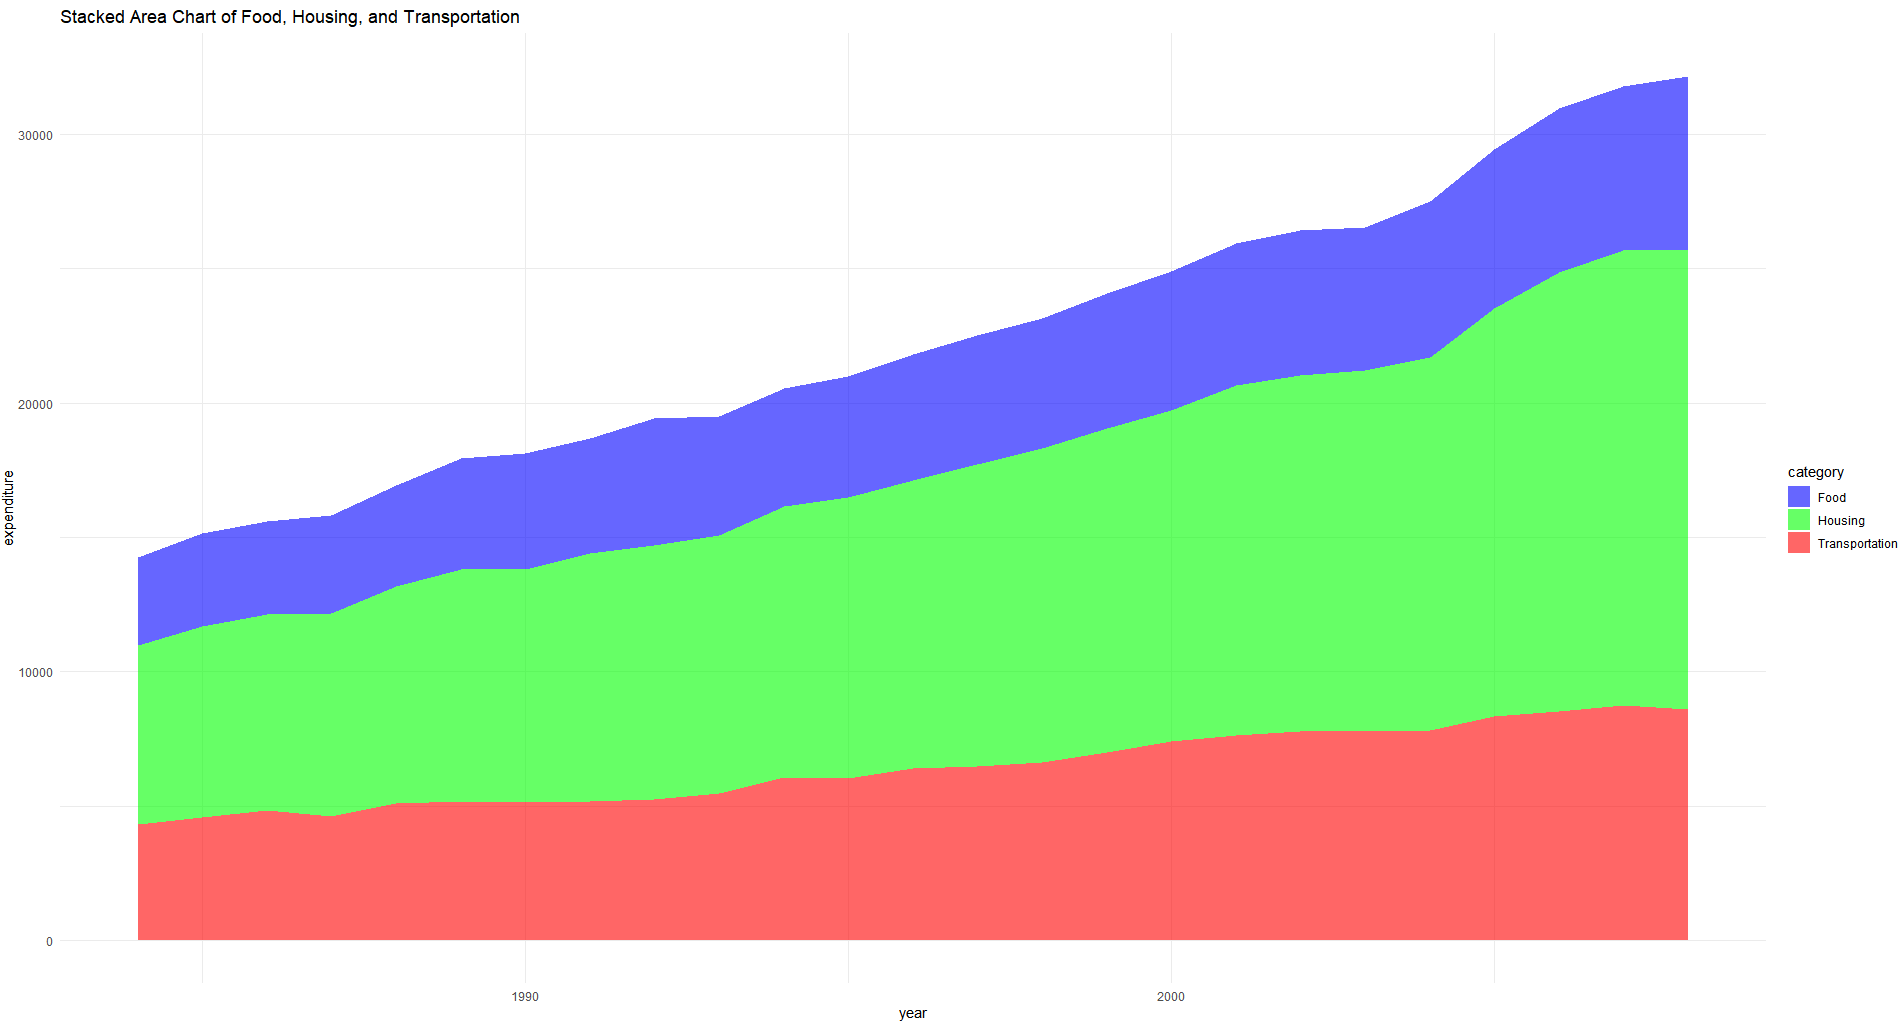 Stacked Area Chart of Food, Housing, and Transportation
30000
20000
10000
0
expenditure
1990
2000
year
category
Food
Housing
Transportation